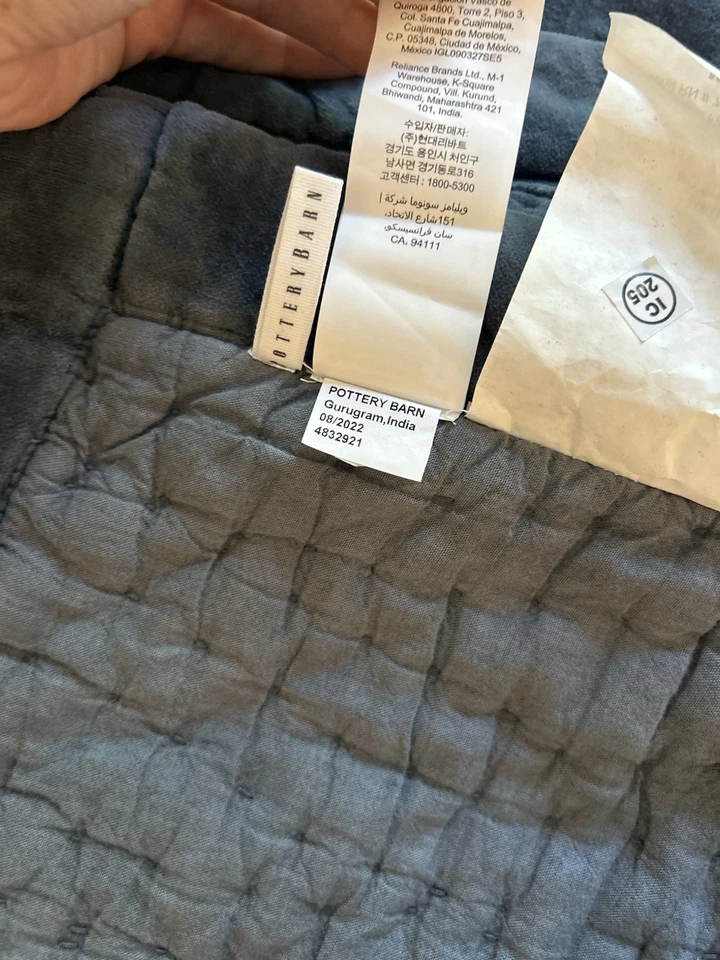 Quiroga 4800, Torre 2, Piso 3,
Col. Santa Fe Cuajimalpa,
Cuajimalpa de Morelos,
C.P. 05348, Ciudad de México,
México IGL090327SE5
Reliance Brands Ltd., M-1
Warehouse, K-Square
Compound, Vill. Kurund,
Bhiwandi, Maharashtra 421
101, India.
수입자/판매자:
(주)현대리바트
경기도 용인시 처인구
남사면 경기동로316
고객센터 : 1800-5300
ويليامز سونوما شركة |
151شارع الاتحاد،
سان فرانسيسكو،
CA، 94111
POTTERYBARN
POTTERY BARN
Gurugram,India
08/2022
4832921
IC
205